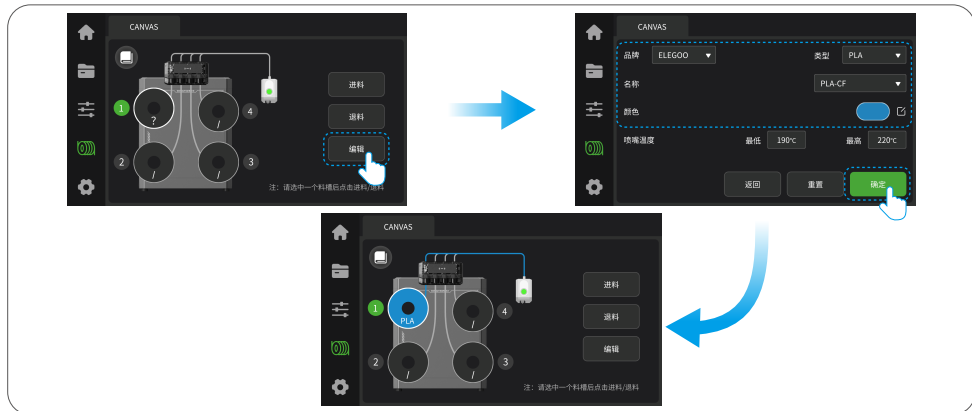 CANVAS
进料
1
4
?
退料
编辑
2
3
注：请选中一个料槽后点击进料/退料
CANVAS
品牌 ELEGOO 类型 PLA
名称 PLA-CF
颜色
喷嘴温度 最低 190℃ 最高 220℃
返回 重置 确定
CANVAS
进料
1
4
PLA
退料
编辑
2
3
注：请选中一个料槽后点击进料/退料